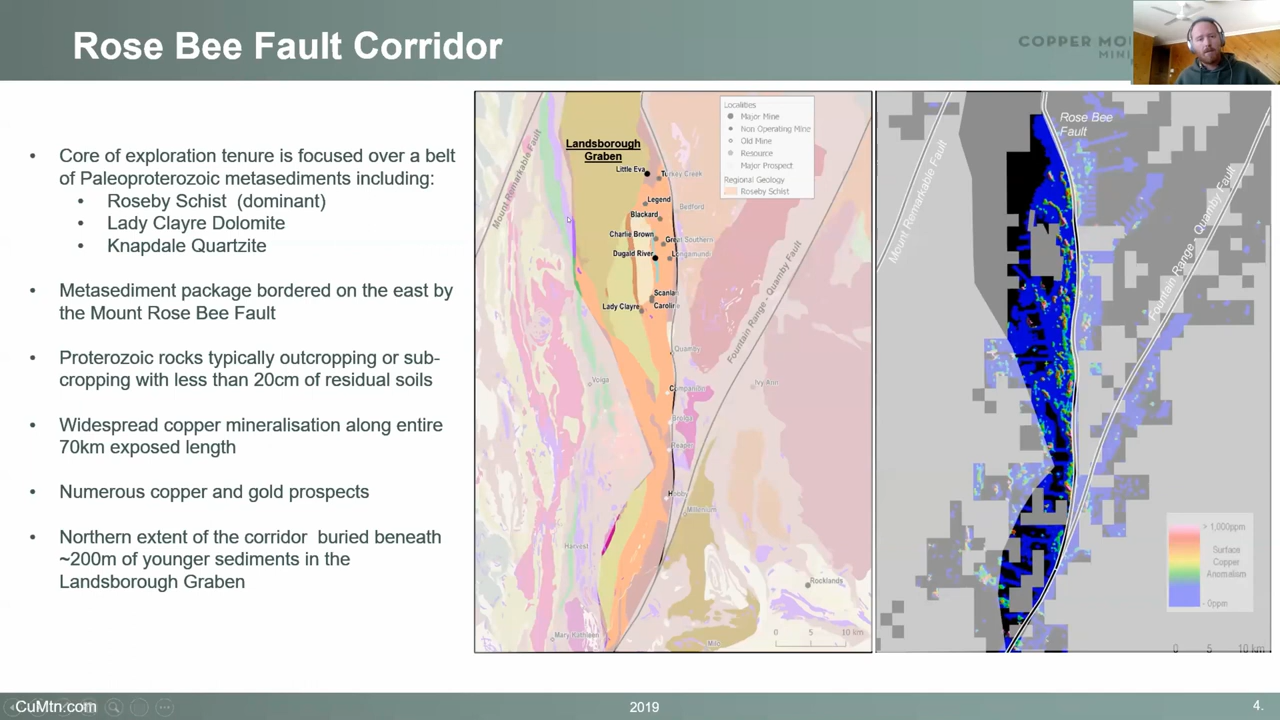 Rose Bee Fault Corridor
COPPER MO
MINI
• Core of exploration tenure is focused over a belt
of Paleoproterozoic metasediments including:
• Roseby Schist (dominant)
• Lady Clayre Dolomite
• Knapdale Quartzite
• Metasediment package bordered on the east by
the Mount Rose Bee Fault
• Proterozoic rocks typically outcropping or sub-
cropping with less than 20cm of residual soils
• Widespread copper mineralisation along entire
70km exposed length
• Numerous copper and gold prospects
• Northern extent of the corridor buried beneath
~200m of younger sediments in the
Landsborough Graben
Mount Remarkable Fault
Landsborough
Graben
Little Eva
Turkey Creek
Legend
Bedford
Blackard
Charlie Brown
Great Southern
Dugald River
Longamundi
Scanlan
Lady Clayre
Caroline
Fountain Range - Quamby Fault
Quamby
Volga
Companion
Ivy Ann
Reaper
Hobby
Millenium
Harvest
Rocklands
Mary Kathleen
Milo
0 5 10 km
Localities
Major Mine
Non Operating Mine
Old Mine
Resource
Major Prospect
Regional Geology
Roseby Schist
Rose Bee
Fault
Mount Remarkable Fault
Fountain Range - Quamby Fault
> 1,000ppm
Surface
Copper
Anomalism
0ppm
0 5 10 km
CuMtn.com
2019
4.